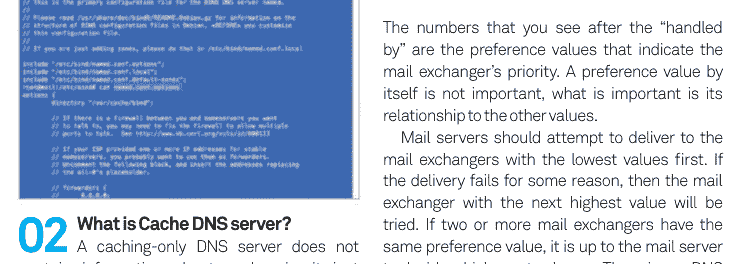 // This is the primary configuration file for the BIND DNS server named.
//
// Please read /usr/share/doc/bind9/README.Debian.gz for information on the
// structure of BIND configuration files in Debian, *BEFORE* you customize
// this configuration file.
//
// If you are just adding zones, please do that in /etc/bind/named.conf.local
include "/etc/bind/named.conf.options";
include "/etc/bind/named.conf.local";
include "/etc/bind/named.conf.default-zones";
options {
directory "/var/cache/bind";
// If there is a firewall between you and nameservers you want
// to talk to, you may need to fix the firewall to allow multiple
// ports to talk. See
// If your ISP provided one or more IP addresses for stable
// nameservers, you probably want to use them as forwarders.
// Uncomment the following block, and insert the addresses replacing
// the all-0's placeholder.
// forwarders {
// 0.0.0.0;
02 What is Cache DNS server?
A caching-only DNS server does not
The numbers that you see after the “handled
by” are the preference values that indicate the
mail exchanger’s priority. A preference value by
itself is not important, what is important is its
relationship to the other values.
Mail servers should attempt to deliver to the
mail exchangers with the lowest values first. If
the delivery fails for some reason, then the mail
exchanger with the next highest value will be
tried. If two or more mail exchangers have the
same preference value, it is up to the mail server